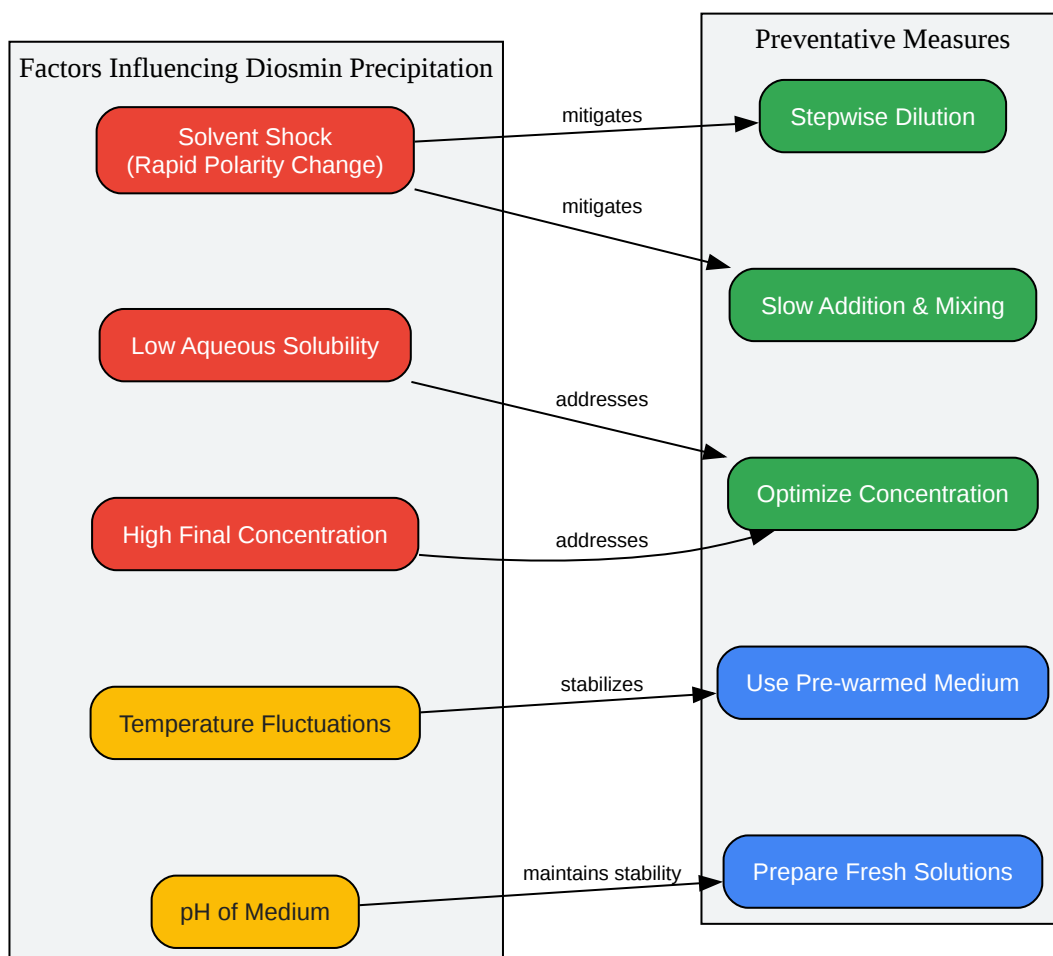 Factors Influencing Diosmin Precipitation
Solvent Shock
(Rapid Polarity Change)
Low Aqueous Solubility
High Final Concentration
Temperature Fluctuations
pH of Medium
mitigates
mitigates
addresses
addresses
stabilizes
maintains stability
Preventative Measures
Stepwise Dilution
Slow Addition & Mixing
Optimize Concentration
Use Pre-warmed Medium
Prepare Fresh Solutions